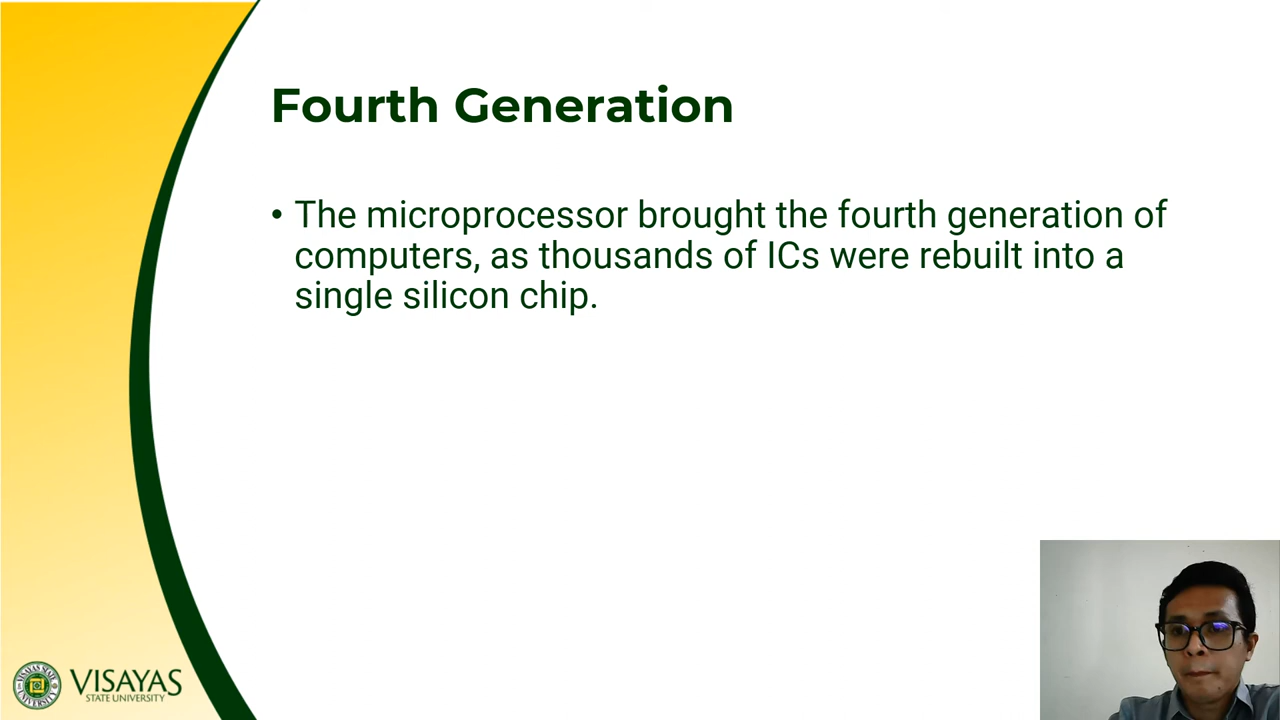 Fourth Generation
• The microprocessor brought the fourth generation of
computers, as thousands of ICs were rebuilt into a
single silicon chip.
VISAYAS
STATE UNIVERSITY